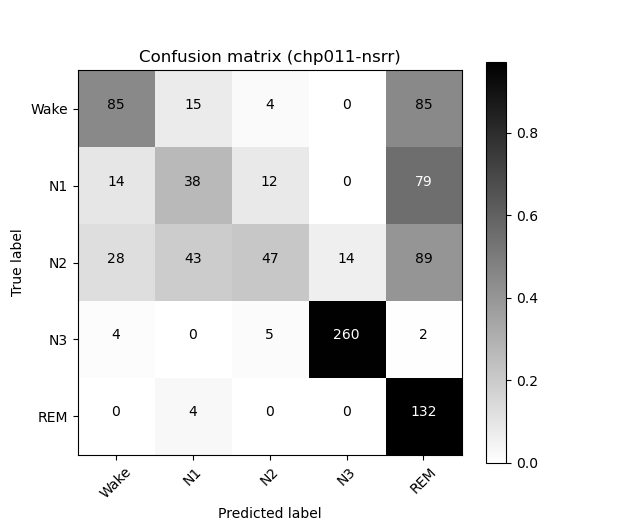 Confusion matrix (chp011-nsrr)
Wake 85 15 4 0 85
N1 14 38 12 0 79
N2 28 43 47 14 89
N3 4 0 5 260 2
REM 0 4 0 0 132
Wake N1 N2 N3 REM
Predicted label
True label
0.8
0.6
0.4
0.2
0.0